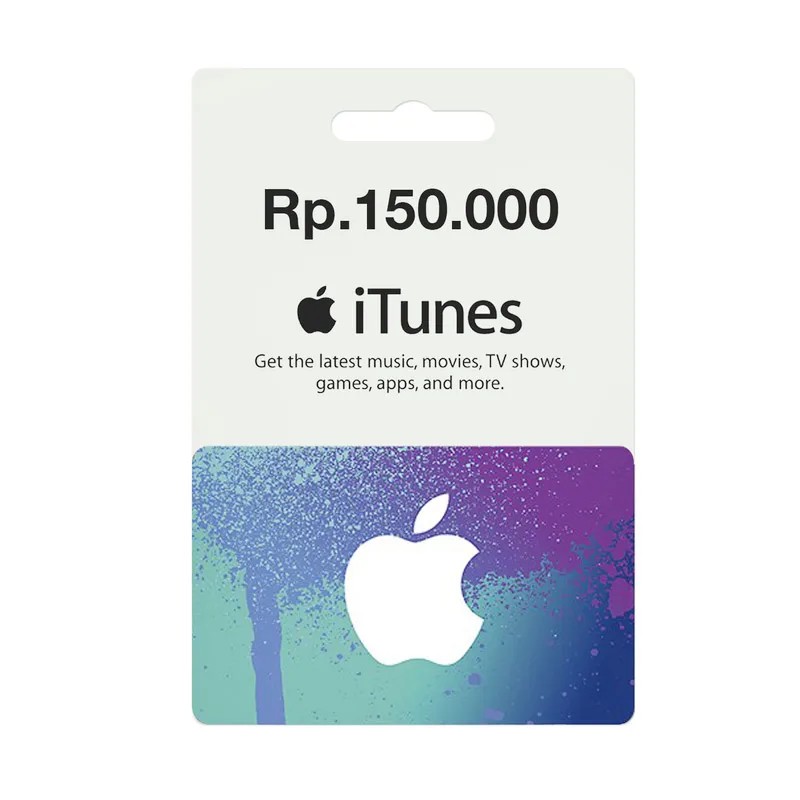 Rp.150.000
iTunes
Get the latest music, movies, TV shows,
games, apps, and more.